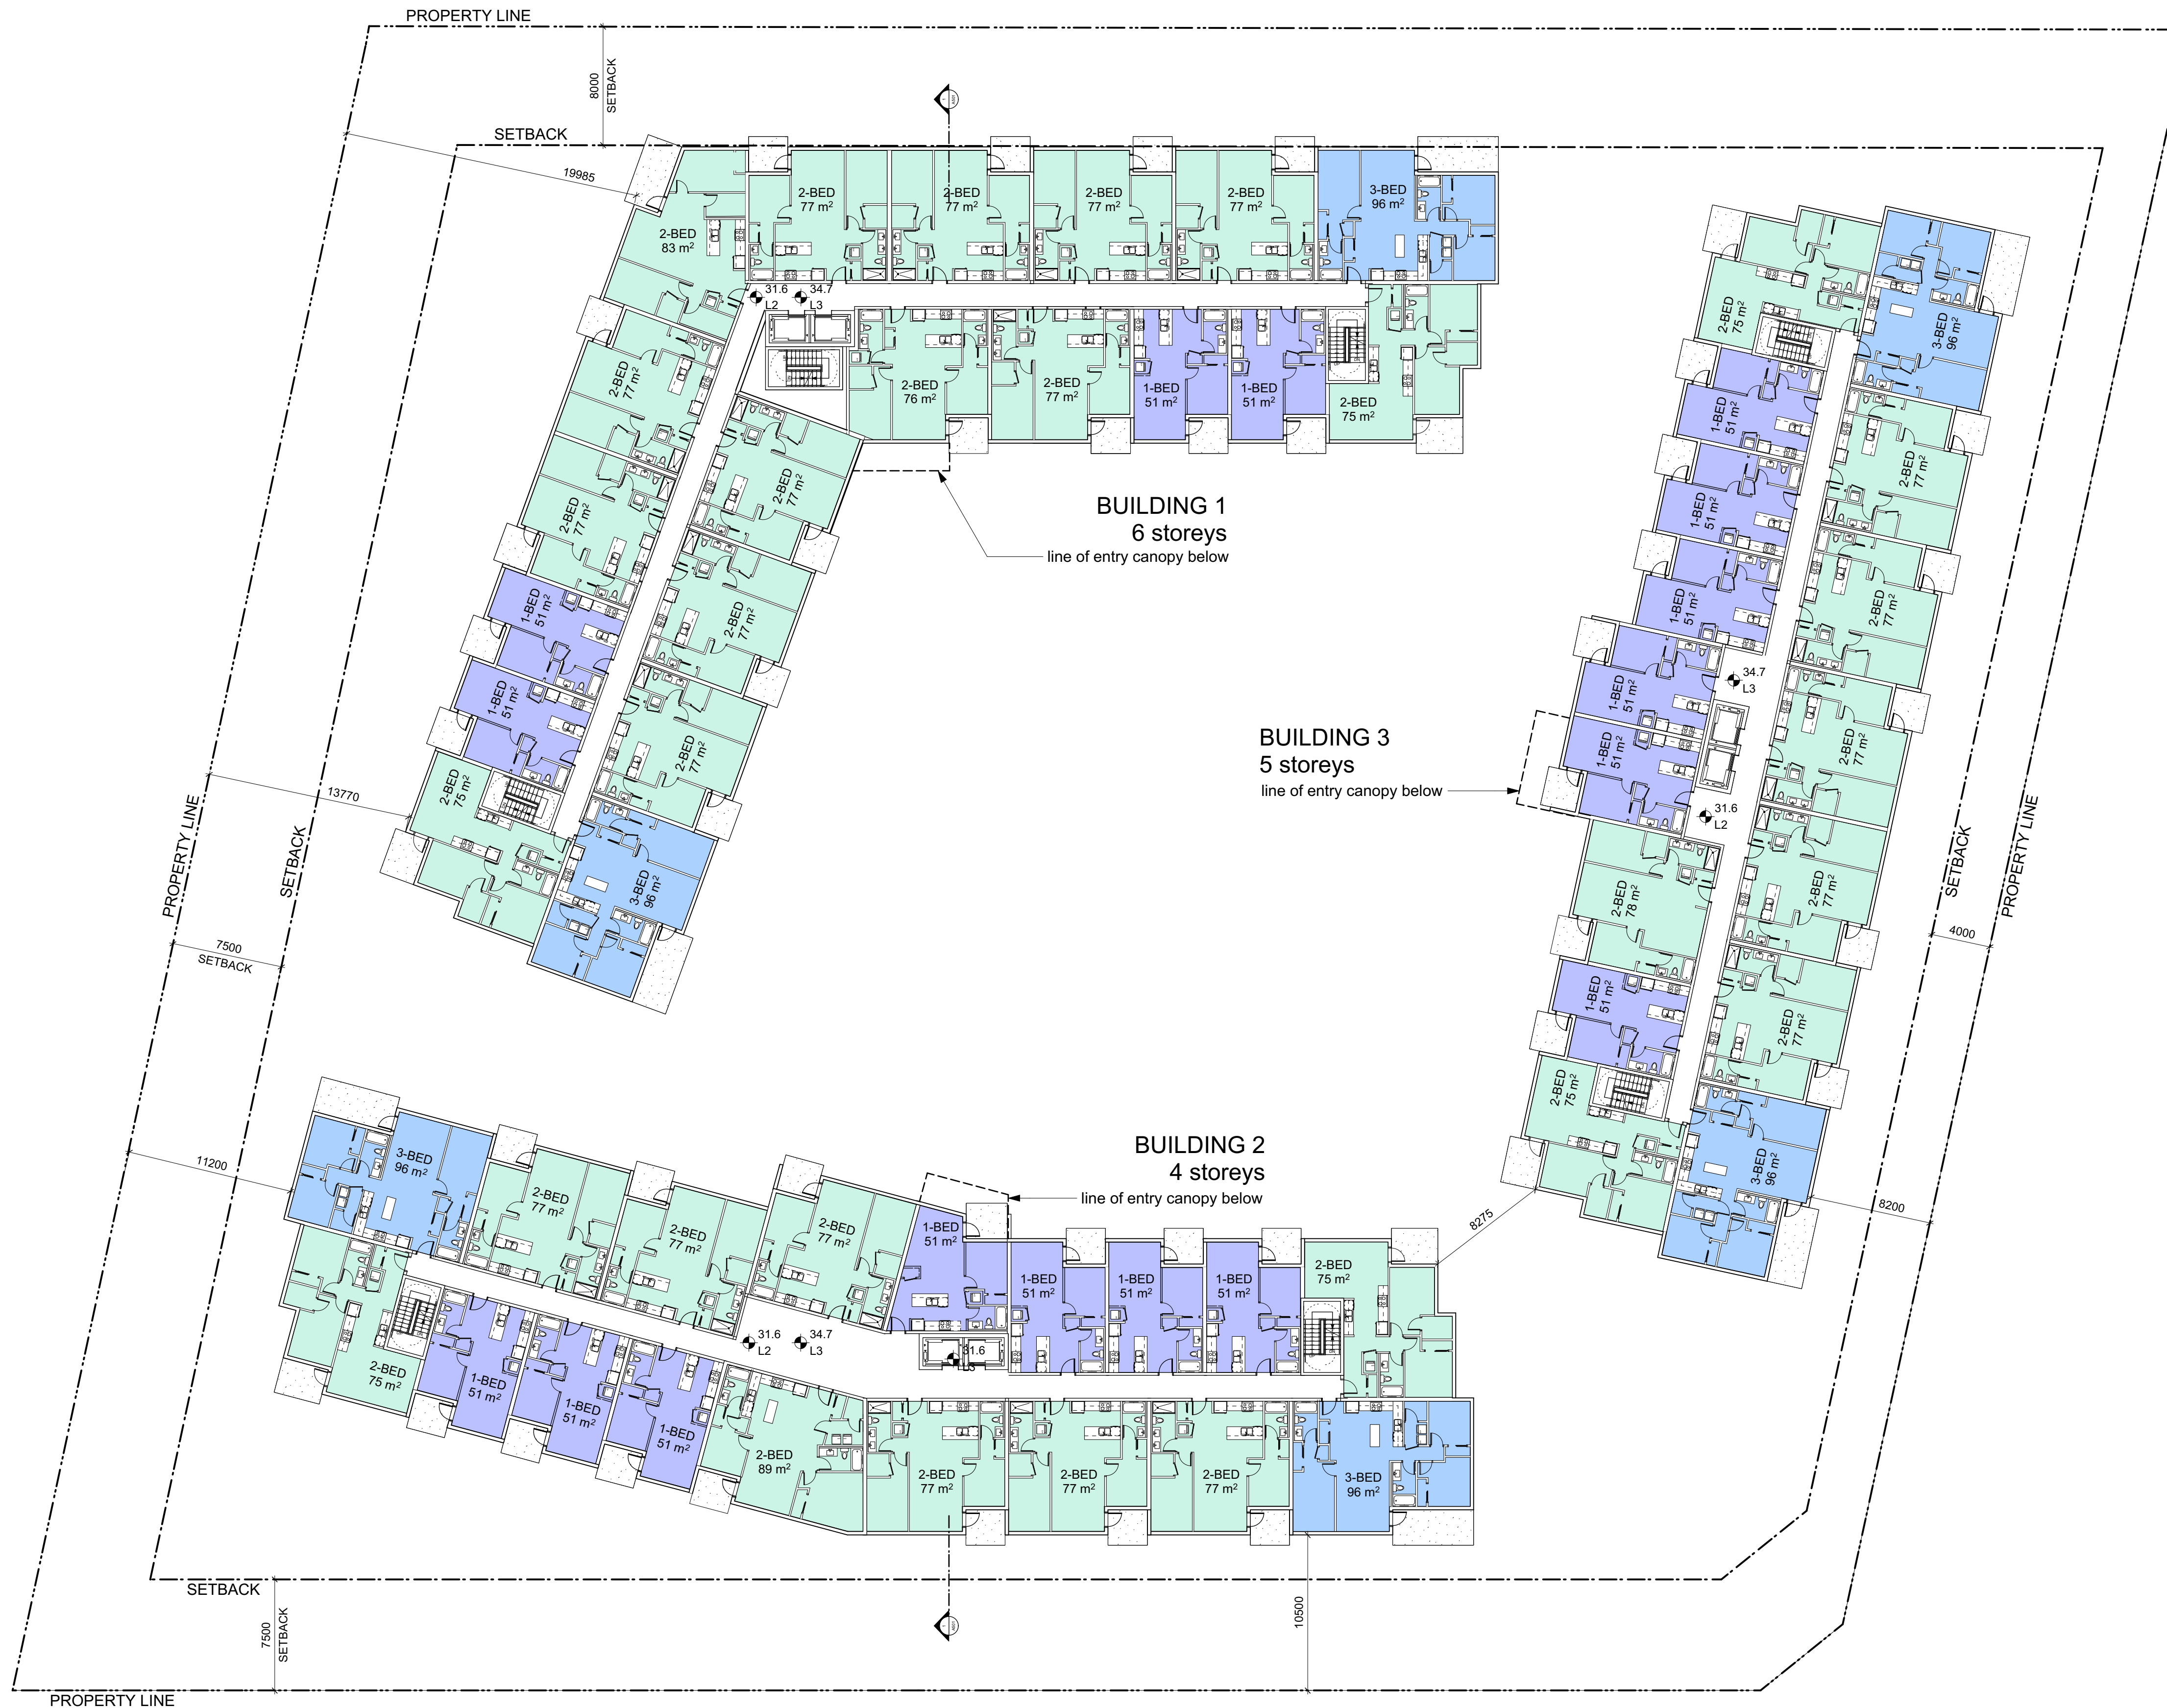 PROPERTY LINE
8000
SETBACK
SETBACK
19985
2-BED
83 m²
2-BED
77 m²
2-BED
77 m²
2-BED
77 m²
2-BED
77 m²
3-BED
96 m²
31.6
L2
34.7
L3
2-BED
76 m²
2-BED
77 m²
1-BED
51 m²
1-BED
51 m²
2-BED
75 m²
2-BED
77 m²
2-BED
77 m²
2-BED
77 m²
2-BED
77 m²
1-BED
51 m²
2-BED
77 m²
1-BED
51 m²
2-BED
75 m²
3-BED
96 m²
BUILDING 1
6 storeys
line of entry canopy below
2-BED
75 m²
3-BED
96 m²
1-BED
51 m²
2-BED
77 m²
1-BED
51 m²
1-BED
51 m²
2-BED
77 m²
1-BED
51 m²
34.7
L3
2-BED
77 m²
1-BED
51 m²
31.6
L2
2-BED
78 m²
2-BED
77 m²
1-BED
51 m²
2-BED
77 m²
2-BED
75 m²
3-BED
96 m²
BUILDING 3
5 storeys
line of entry canopy below
13770
PROPERTY LINE
SETBACK
7500
SETBACK
SETBACK
PROPERTY LINE
4000
11200
8275
8200
BUILDING 2
4 storeys
line of entry canopy below
3-BED
96 m²
2-BED
77 m²
2-BED
77 m²
2-BED
77 m²
1-BED
51 m²
1-BED
51 m²
1-BED
51 m²
1-BED
51 m²
2-BED
75 m²
31.6
L2
34.7
L3
31.6
L3
2-BED
75 m²
1-BED
51 m²
1-BED
51 m²
1-BED
51 m²
2-BED
89 m²
2-BED
77 m²
2-BED
77 m²
2-BED
77 m²
3-BED
96 m²
SETBACK
7500
SETBACK
10500
PROPERTY LINE